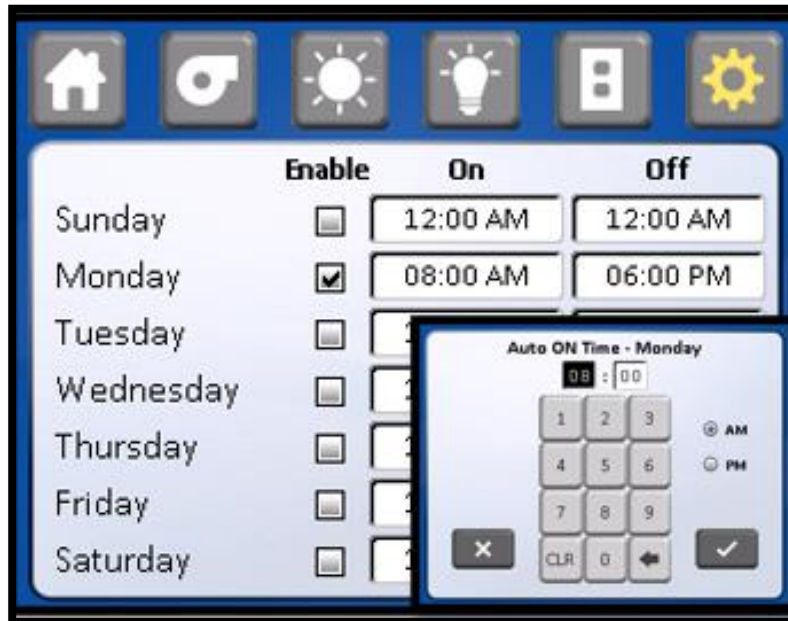 Enable On Off
Sunday 12:00 AM 12:00 AM
Monday 08:00 AM 06:00 PM
Tuesday
Wednesday
Thursday
Friday
Saturday
Auto ON Time - Monday
08 : 00
1 2 3
AM
4 5 6
PM
7 8 9
CLR 0